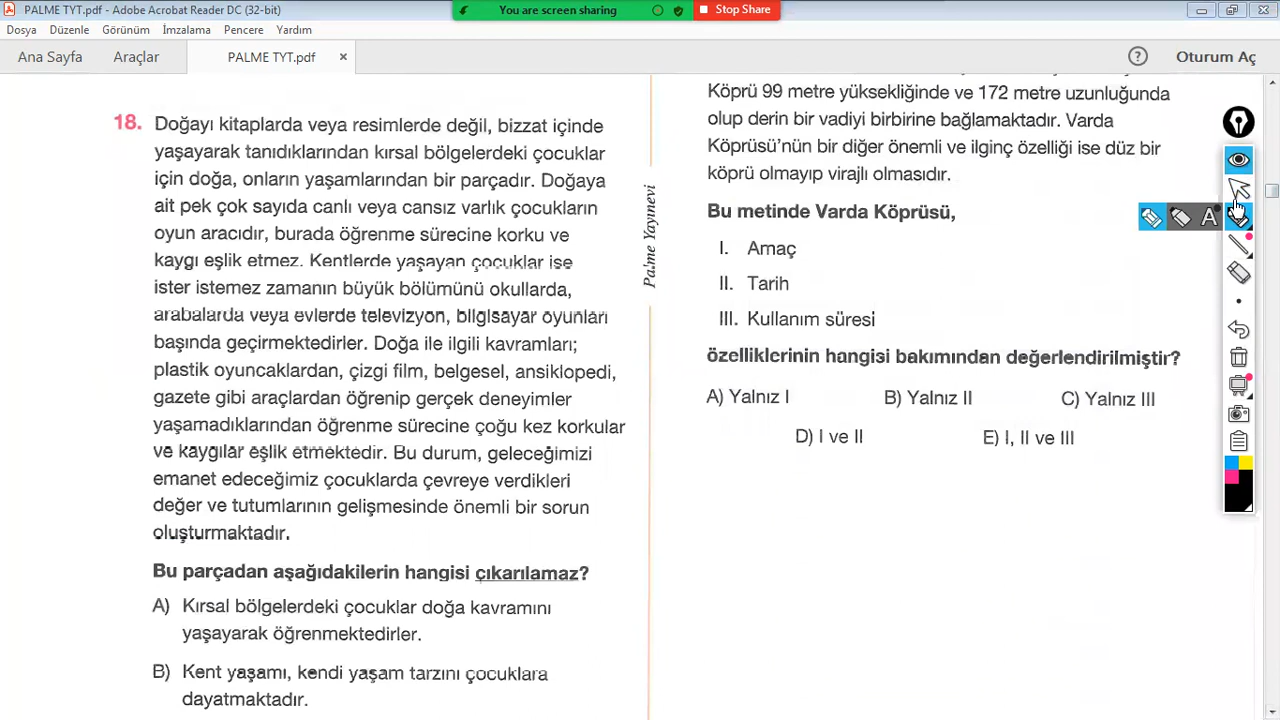 PALME TYT.pdf - Adobe Acrobat Reader DC (32-bit)
You are screen sharing
Stop Share
Dosya Düzenle Görünüm İmzalama Pencere Yardım
Ana Sayfa Araçlar PALME TYT.pdf × ? Oturum Aç
18. Doğayı kitaplarda veya resimlerde değil, bizzat içinde
yaşayarak tanıdıklarından kırsal bölgelerdeki çocuklar
için doğa, onların yaşamlarından bir parçadır. Doğaya
ait pek çok sayıda canlı veya cansız varlık çocukların
oyun aracıdır, burada öğrenme sürecine korku ve
kaygı eşlik etmez. Kentlerde yaşayan çocuklar ise
ister istemez zamanın büyük bölümünü okullarda,
arabalarda veya evlerde televizyon, bilgisayar oyunları
başında geçirmektedirler. Doğa ile ilgili kavramları;
plastik oyuncaklardan, çizgi film, belgesel, ansiklopedi,
gazete gibi araçlardan öğrenip gerçek deneyimler
yaşamadıklarından öğrenme sürecine çoğu kez korkular
ve kaygılar eşlik etmektedir. Bu durum, geleceğimizi
emanet edeceğimiz çocuklarda çevreye verdikleri
değer ve tutumlarının gelişmesinde önemli bir sorun
oluşturmaktadır.
Bu parçadan aşağıdakilerin hangisi çıkarılamaz?
A) Kırsal bölgelerdeki çocuklar doğa kavramını
yaşayarak öğrenmektedirler.
B) Kent yaşamı, kendi yaşam tarzını çocuklara
dayatmaktadır.
Palme Yayınevi
Köprü 99 metre yüksekliğinde ve 172 metre uzunluğunda
olup derin bir vadiyi birbirine bağlamaktadır. Varda
Köprüsü'nün bir diğer önemli ve ilginç özelliği ise düz bir
köprü olmayıp virajlı olmasıdır.
Bu metinde Varda Köprüsü,
I. Amaç
II. Tarih
III. Kullanım süresi
özelliklerinin hangisi bakımından değerlendirilmiştir?
A) Yalnız I B) Yalnız II C) Yalnız III
D) I ve II E) I, II ve III
A